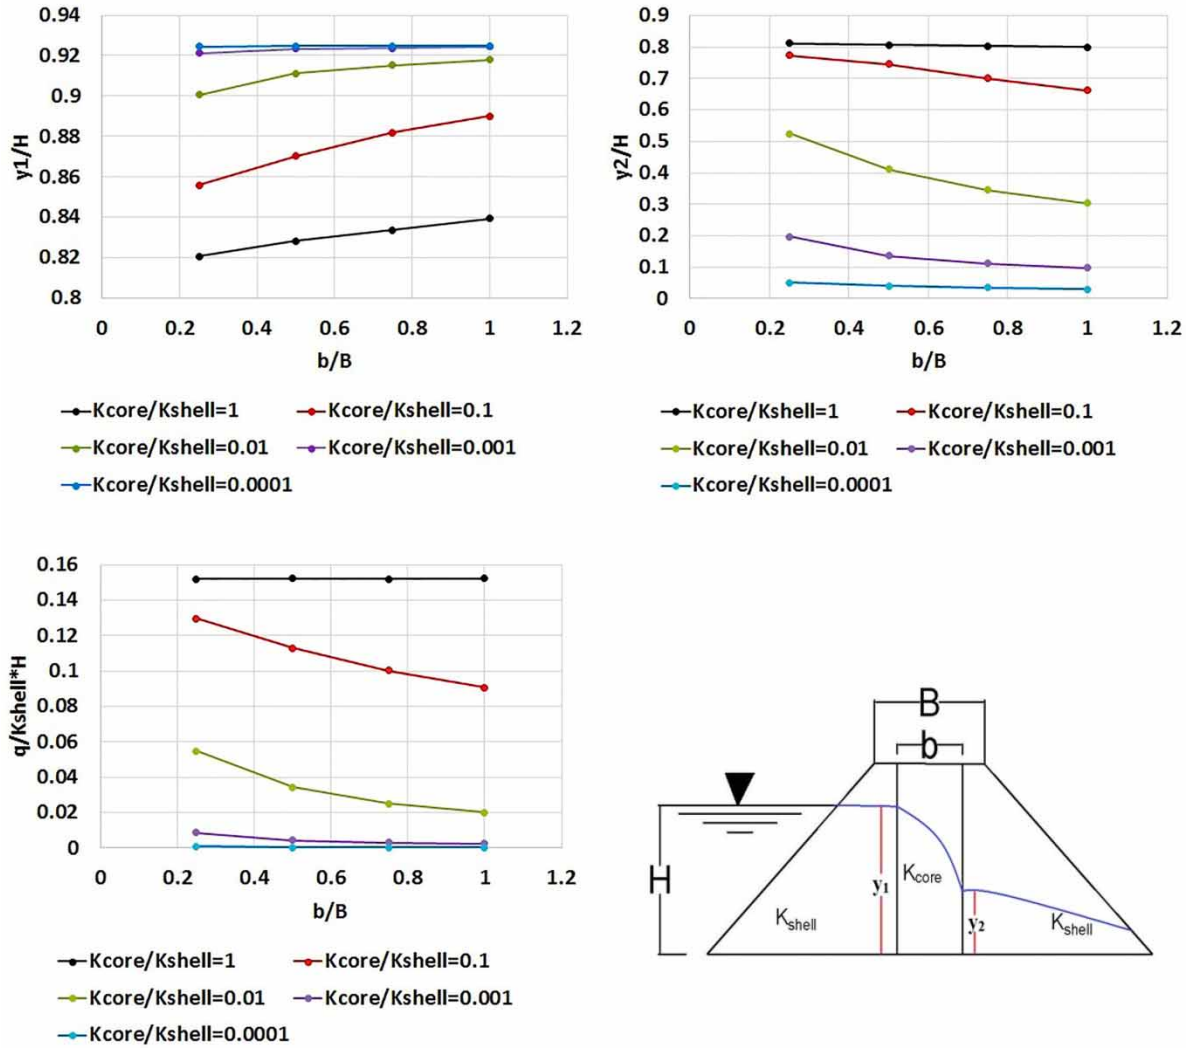 0.94
0.92
0.9
0.88
0.86
0.84
0.82
0.8
y1/H
0 0.2 0.4 0.6 0.8 1 1.2
b/B
Kcore/Kshell=1 Kcore/Kshell=0.1
Kcore/Kshell=0.01 Kcore/Kshell=0.001
Kcore/Kshell=0.0001
0.9
0.8
0.7
0.6
0.5
0.4
0.3
0.2
0.1
0
y2/H
0 0.2 0.4 0.6 0.8 1 1.2
b/B
Kcore/Kshell=1 Kcore/Kshell=0.1
Kcore/Kshell=0.01 Kcore/Kshell=0.001
Kcore/Kshell=0.0001
0.16
0.14
0.12
0.1
0.08
0.06
0.04
0.02
0
q/Kshell*H
0 0.2 0.4 0.6 0.8 1 1.2
b/B
Kcore/Kshell=1 Kcore/Kshell=0.1
Kcore/Kshell=0.01 Kcore/Kshell=0.001
Kcore/Kshell=0.0001
B
b
H
y1
Kcore
Kshell
y2
Kshell